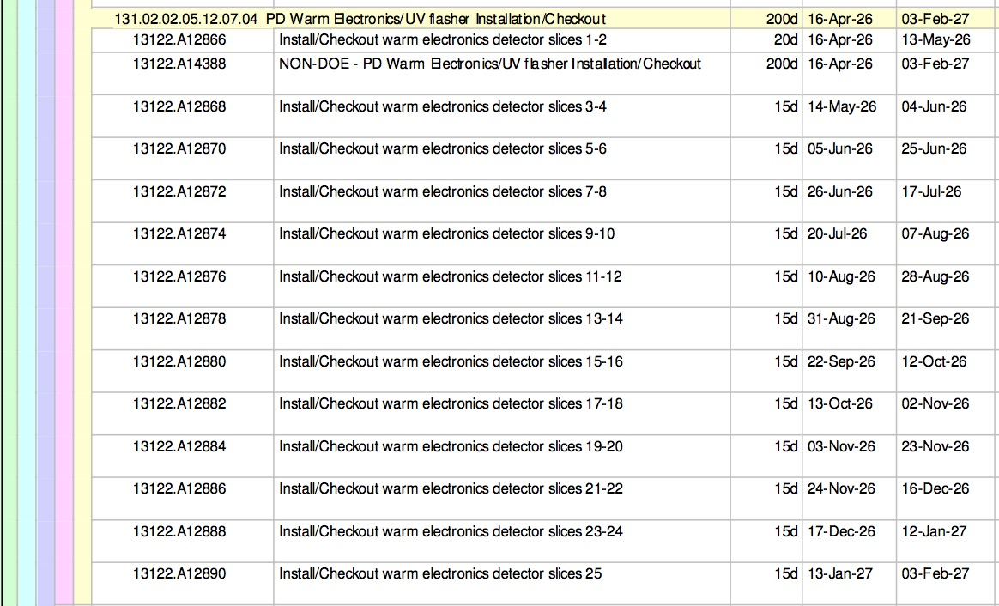 131.02.02.05.12.07.04 PD Warm Electronics/UV flasher Installation/Checkout 200d 16-Apr-26 03-Feb-27
13122.A12866 Install/Checkout warm electronics detector slices 1-2 20d 16-Apr-26 13-May-26
13122.A14388 NON-DOE - PD Warm Electronics/UV flasher Installation/Checkout 200d 16-Apr-26 03-Feb-27
13122.A12868 Install/Checkout warm electronics detector slices 3-4 15d 14-May-26 04-Jun-26
13122.A12870 Install/Checkout warm electronics detector slices 5-6 15d 05-Jun-26 25-Jun-26
13122.A12872 Install/Checkout warm electronics detector slices 7-8 15d 26-Jun-26 17-Jul-26
13122.A12874 Install/Checkout warm electronics detector slices 9-10 15d 20-Jul-26 07-Aug-26
13122.A12876 Install/Checkout warm electronics detector slices 11-12 15d 10-Aug-26 28-Aug-26
13122.A12878 Install/Checkout warm electronics detector slices 13-14 15d 31-Aug-26 21-Sep-26
13122.A12880 Install/Checkout warm electronics detector slices 15-16 15d 22-Sep-26 12-Oct-26
13122.A12882 Install/Checkout warm electronics detector slices 17-18 15d 13-Oct-26 02-Nov-26
13122.A12884 Install/Checkout warm electronics detector slices 19-20 15d 03-Nov-26 23-Nov-26
13122.A12886 Install/Checkout warm electronics detector slices 21-22 15d 24-Nov-26 16-Dec-26
13122.A12888 Install/Checkout warm electronics detector slices 23-24 15d 17-Dec-26 12-Jan-27
13122.A12890 Install/Checkout warm electronics detector slices 25 15d 13-Jan-27 03-Feb-27